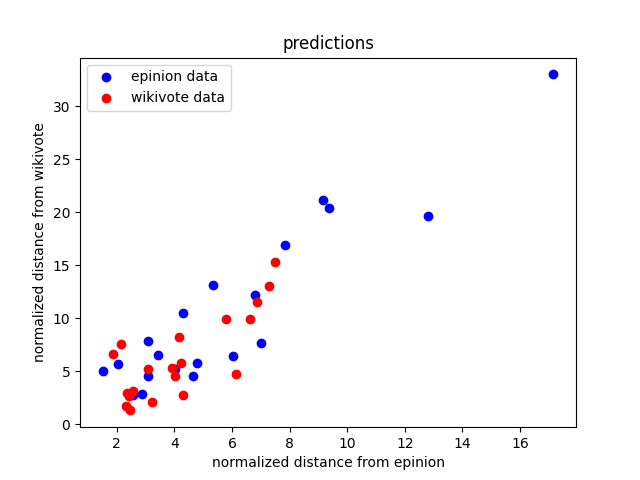 predictions
epinion data
wikivote data
normalized distance from wikivote
30
25
20
15
10
5
0
2 4 6 8 10 12 14 16
normalized distance from epinion